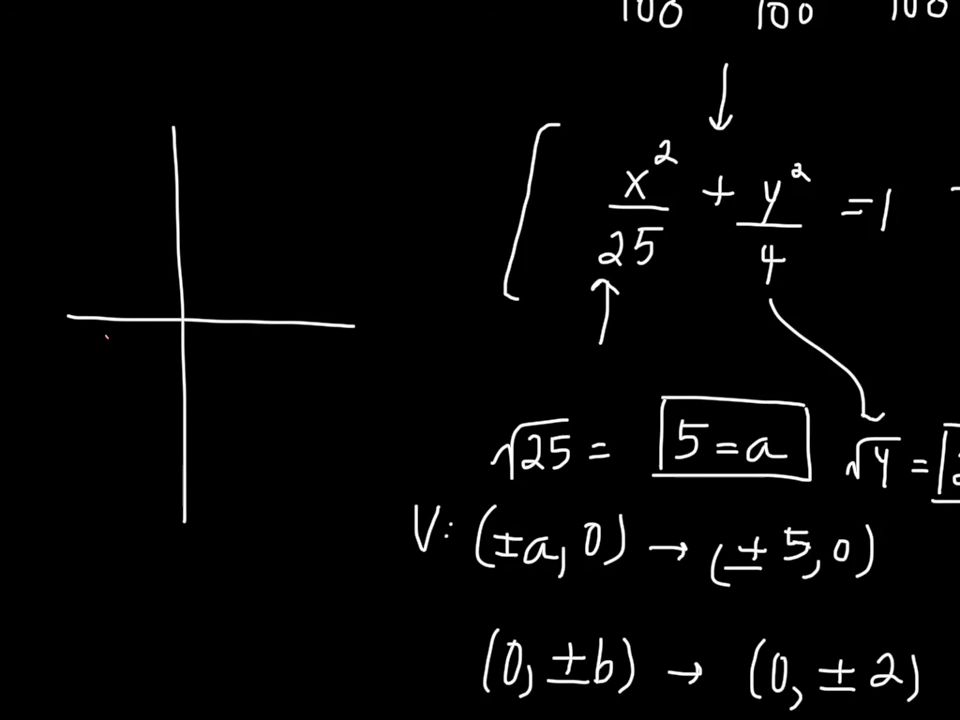 100 100 100
x²/25 + y²/4 = 1
√25 = 5 = a √4 =
V: (±a, 0) → (±5, 0)
(0, ±b) → (0, ±2)